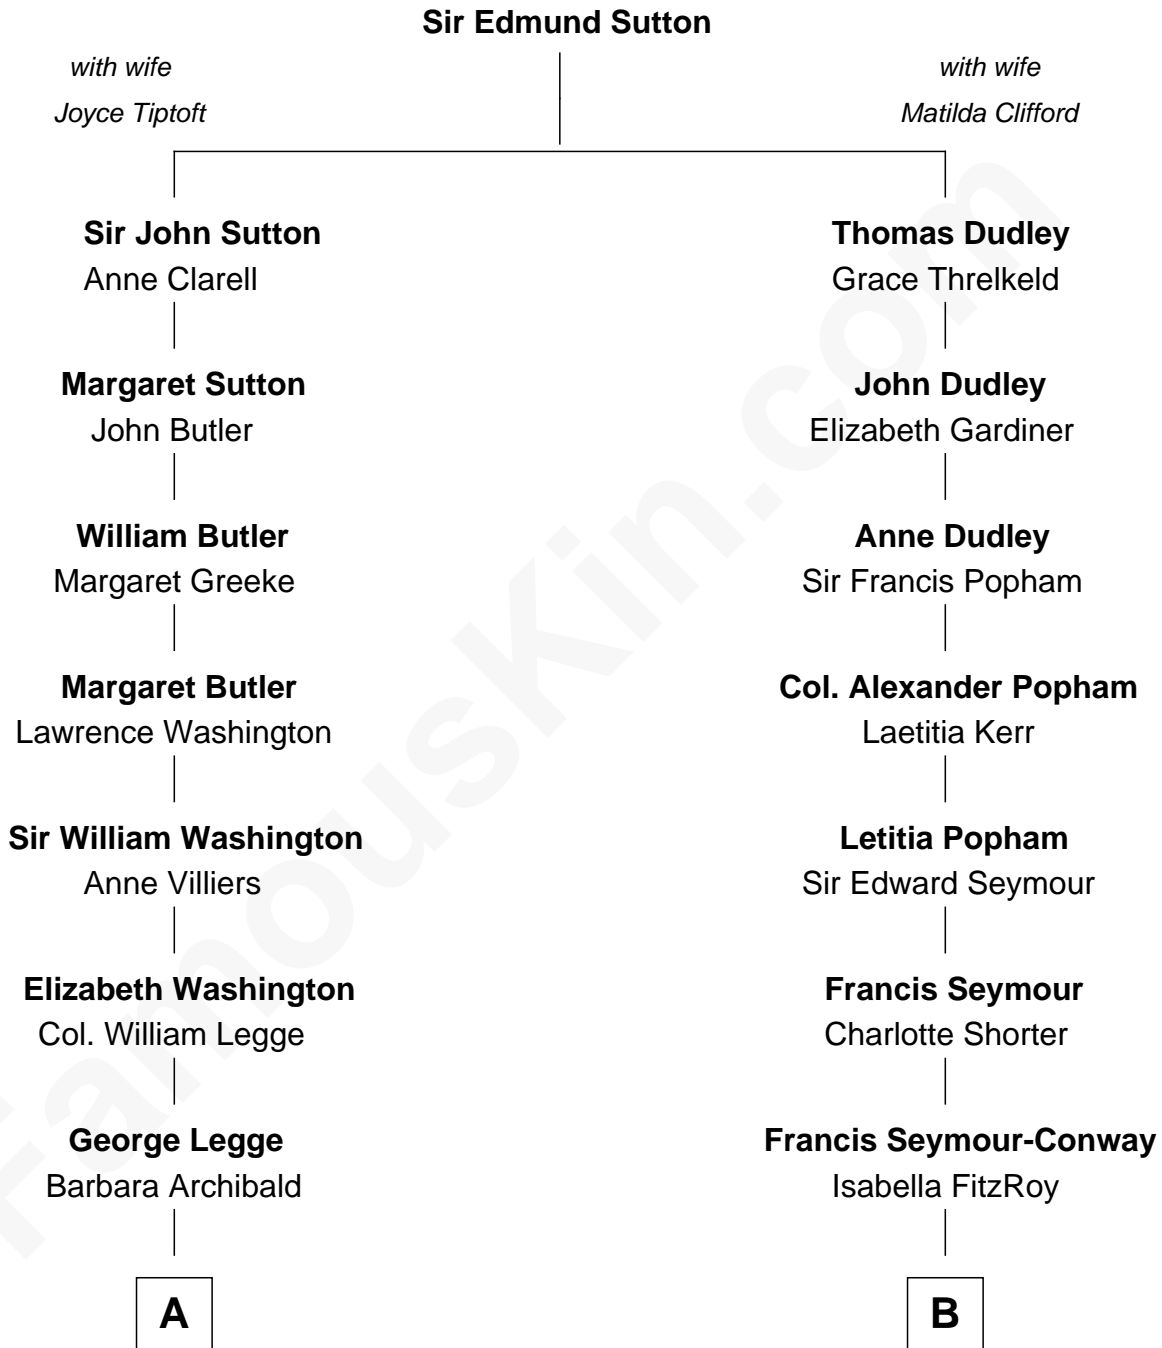 Sir Edmund Sutton
with wife
Joyce Tiptoft
with wife
Matilda Clifford
Sir John Sutton
Anne Clarell
Thomas Dudley
Grace Threlkeld
Margaret Sutton
John Butler
John Dudley
Elizabeth Gardiner
William Butler
Margaret Greeke
Anne Dudley
Sir Francis Popham
Margaret Butler
Lawrence Washington
Col. Alexander Popham
Laetitia Kerr
Sir William Washington
Anne Villiers
Letitia Popham
Sir Edward Seymour
Elizabeth Washington
Col. William Legge
Francis Seymour
Charlotte Shorter
George Legge
Barbara Archibald
Francis Seymour-Conway
Isabella FitzRoy
A
B
FamousKin.com